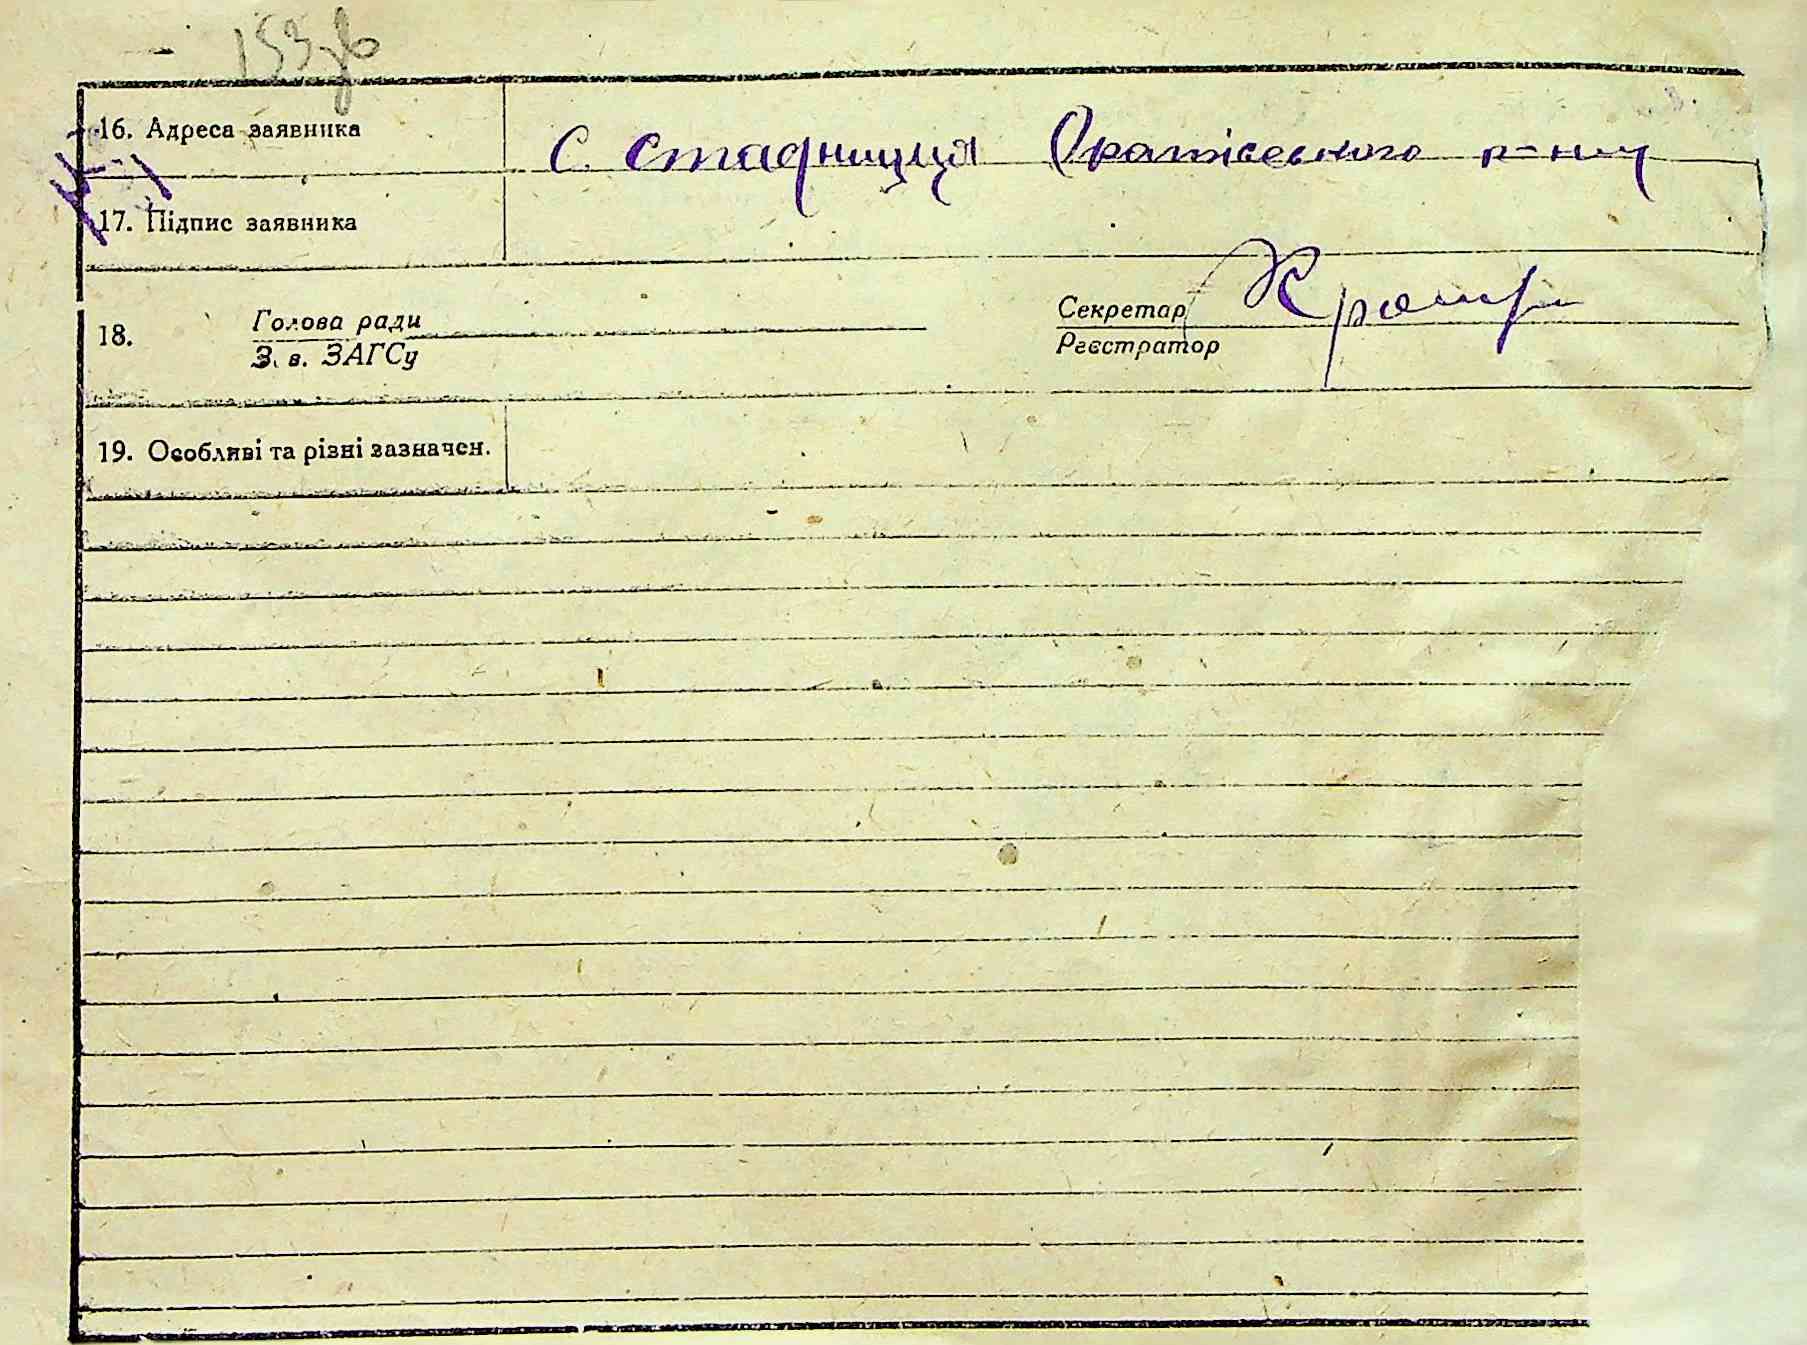 153зв
16. Адреса заявника
с. Стадниця Оратівського р-ну
17. Підпис заявника
18. Голова ради
З. в. ЗАГСу
Секретар
Реєстратор
19. Особливі та різні зазначен.